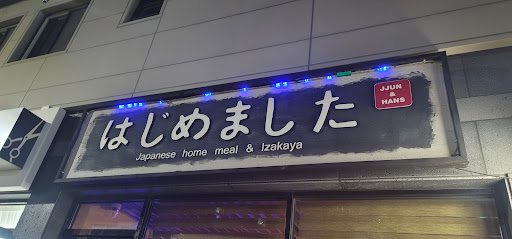 はじめました
JJUN
&
HANS
Japanese home meal & Izakaya